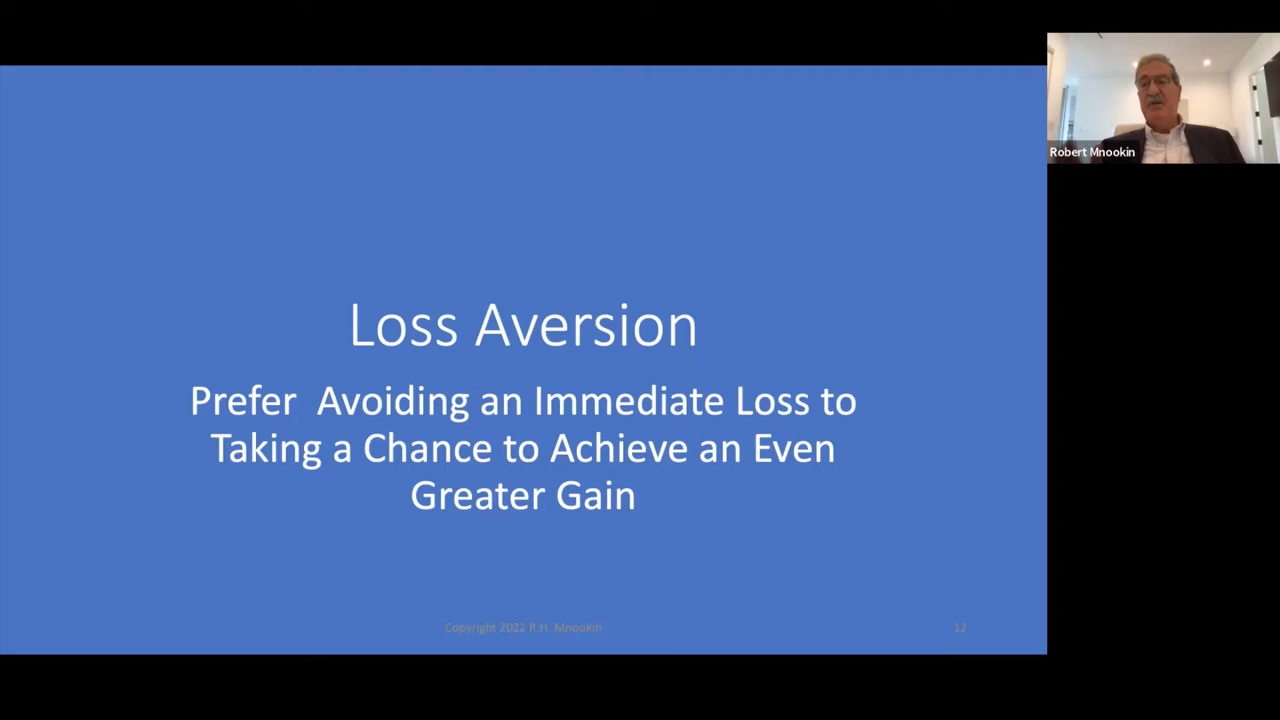 Robert Mnookin
Loss Aversion
Prefer  Avoiding an Immediate Loss to
Taking a Chance to Achieve an Even
Greater Gain
Copyright 2022 R.H. Mnookin
12